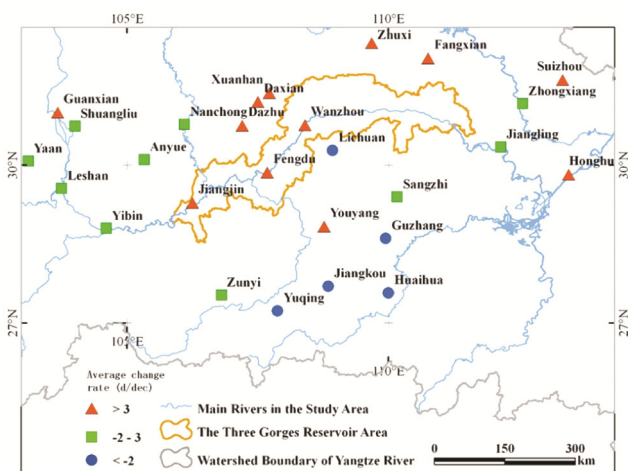 105°E
110°E
Zhuxi
Fangxian
Suizhou
Xuanhan
Daxian
Zhongxiang
Guanxian
Shuangliu
Nanchong
Dazhu
Wanzhou
Jiangling
Yaan
Anyue
Lichuan
30°N
30°N
Leshan
Fengdu
Honghu
Jiangjin
Sangzhi
Yibin
Youyang
Guzhang
Zunyi
Jiangkou
Huaihua
Yuqing
27°N
27°N
105°E
110°E
Average change
rate (d/dec)
> 3
-2 - 3
< -2
Main Rivers in the Study Area
The Three Gorges Reservoir Area
Watershed Boundary of Yangtze River
0 150 300
km